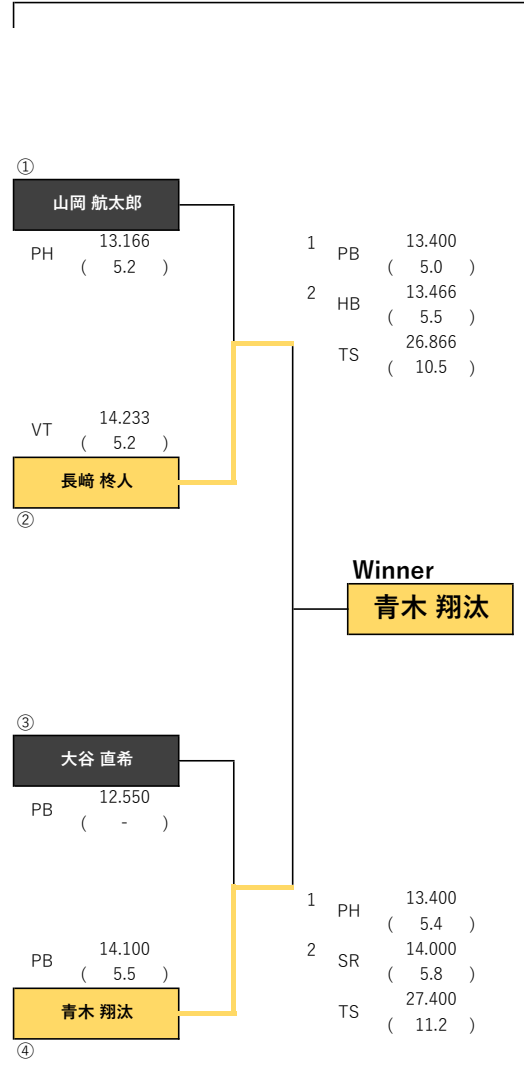 ①
山岡 航太郎
PH 13.166
( 5.2 )
1 PB 13.400
( 5.0 )
2 HB 13.466
( 5.5 )
TS 26.866
( 10.5 )
VT 14.233
( 5.2 )
長﨑 柊人
②
Winner
青木 翔汰
③
大谷 直希
PB 12.550
( - )
1 PH 13.400
( 5.4 )
2 SR 14.000
( 5.8 )
TS 27.400
( 11.2 )
PB 14.100
( 5.5 )
青木 翔汰
④